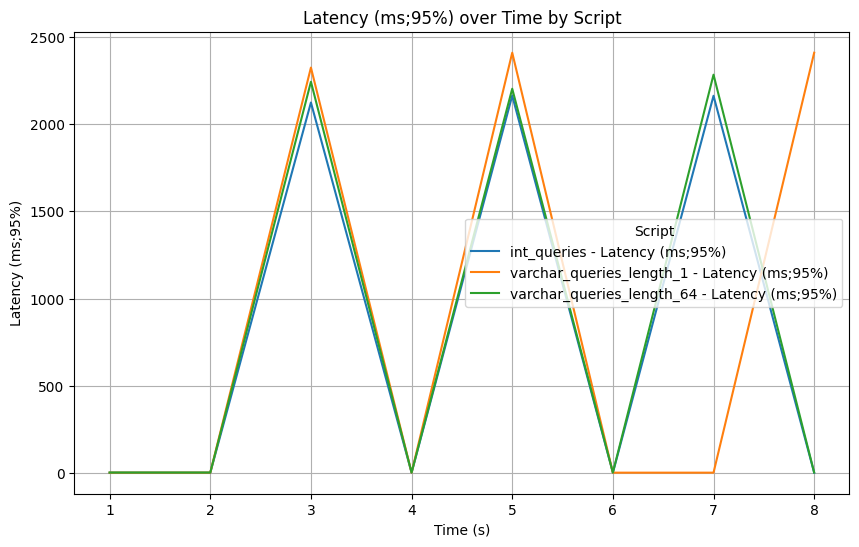 Latency (ms;95%) over Time by Script
Latency (ms;95%)
2500
2000
1500
1000
500
0
Script
int_queries - Latency (ms;95%)
varchar_queries_length_1 - Latency (ms;95%)
varchar_queries_length_64 - Latency (ms;95%)
1 2 3 4 5 6 7 8
Time (s)